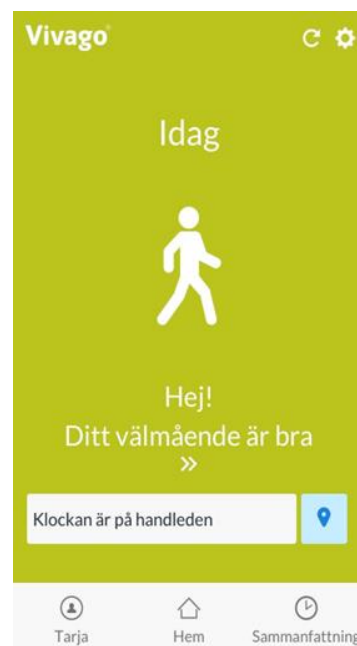 Vivago
Idag
Hej!
Ditt välmående är bra
»
Klockan är på handleden
Tarja
Hem
Sammanfattning